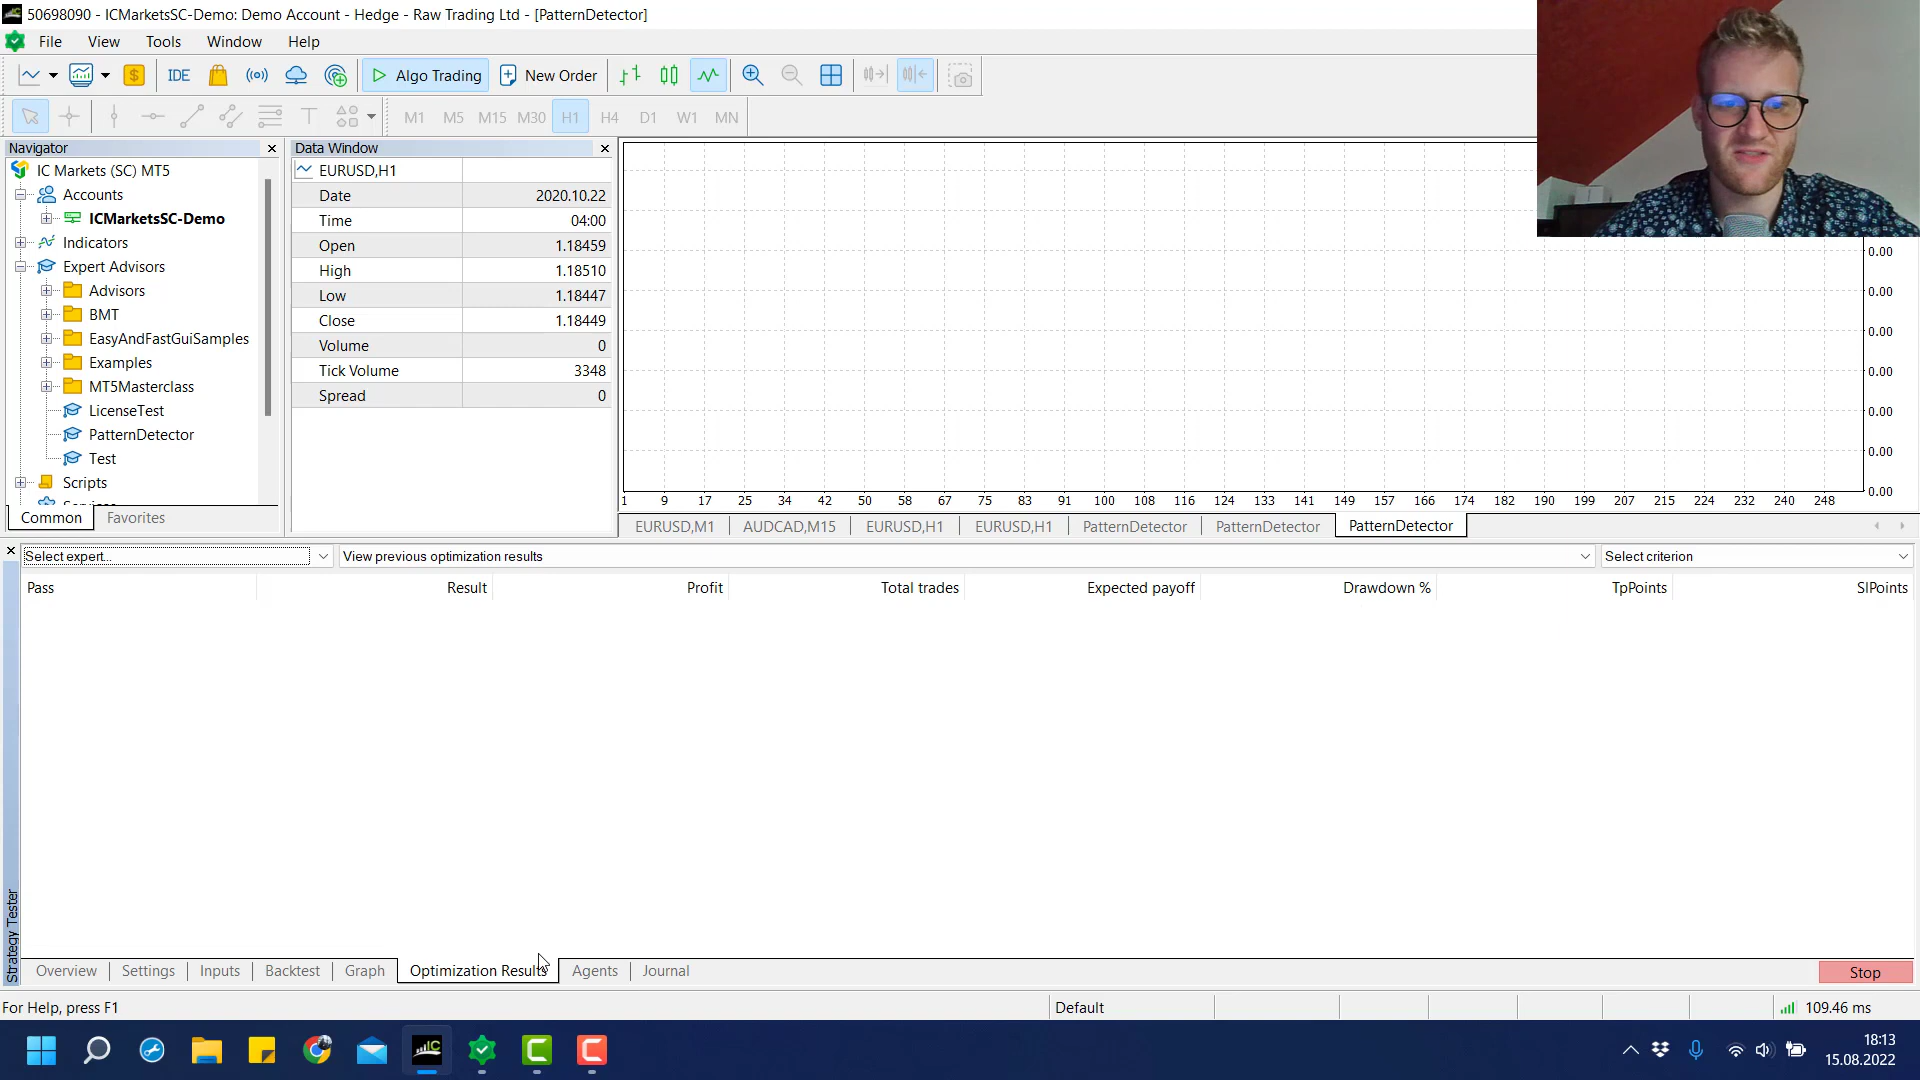 50698090 - ICMarketsSC-Demo: Demo Account - Hedge - Raw Trading Ltd - [PatternDetector]
File View Tools Window Help
IDE Algo Trading New Order
M1 M5 M15 M30 H1 H4 D1 W1 MN
Navigator
IC Markets (SC) MT5
Accounts
ICMarketsSC-Demo
Indicators
Expert Advisors
Advisors
BMT
EasyAndFastGuiSamples
Examples
MT5Masterclass
LicenseTest
PatternDetector
Test
Scripts
Common Favorites
Data Window
EURUSD,H1
Date 2020.10.22
Time 04:00
Open 1.18459
High 1.18510
Low 1.18447
Close 1.18449
Volume 0
Tick Volume 3348
Spread 0
0.00
0.00
0.00
0.00
0.00
0.00
0.00
1 9 17 25 34 42 50 58 67 75 83 91 100 108 116 124 133 141 149 157 166 174 182 190 199 207 215 224 232 240 248
EURUSD,M1 AUDCAD,M15 EURUSD,H1 EURUSD,H1 PatternDetector PatternDetector PatternDetector
Select expert... View previous optimization results Select criterion
Pass Result Profit Total trades Expected payoff Drawdown % TpPoints SlPoints
Strategy Tester
Overview Settings Inputs Backtest Graph Optimization Results Agents Journal Stop
For Help, press F1 Default 109.46 ms
18:13
15.08.2022